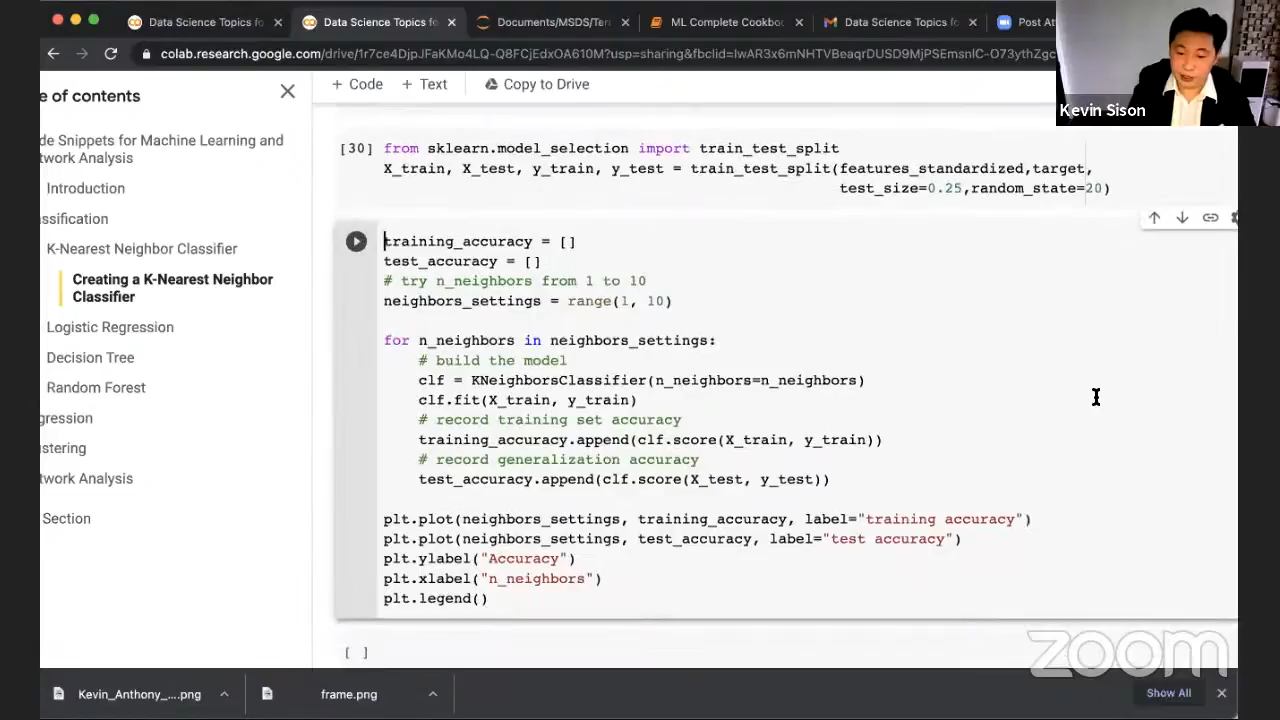 Data Science Topics fo
Data Science Topics fo
Documents/MSDS/Ter
ML Complete Cookbo
Data Science Topics fo
Post Att
colab.research.google.com/drive/1r7ce4DjpJFaKMo4LQ-Q8FCjEdxOA610M?usp=sharing&fbclid=IwAR3x6mNHTVBeaqrDUSD9MjPSEmsnlC-O73ythZgc
Kevin Sison
e of contents
+ Code + Text Copy to Drive
de Snippets for Machine Learning and
twork Analysis
Introduction
ssification
K-Nearest Neighbor Classifier
Creating a K-Nearest Neighbor
Classifier
Logistic Regression
Decision Tree
Random Forest
gression
stering
twork Analysis
Section
[30] from sklearn.model_selection import train_test_split
X_train, X_test, y_train, y_test = train_test_split(features_standardized,target,
test_size=0.25,random_state=20)
training_accuracy = []
test_accuracy = []
# try n_neighbors from 1 to 10
neighbors_settings = range(1, 10)
for n_neighbors in neighbors_settings:
# build the model
clf = KNeighborsClassifier(n_neighbors=n_neighbors)
clf.fit(X_train, y_train)
# record training set accuracy
training_accuracy.append(clf.score(X_train, y_train))
# record generalization accuracy
test_accuracy.append(clf.score(X_test, y_test))
plt.plot(neighbors_settings, training_accuracy, label="training accuracy")
plt.plot(neighbors_settings, test_accuracy, label="test accuracy")
plt.ylabel("Accuracy")
plt.xlabel("n_neighbors")
plt.legend()
[ ]
zoom
Kevin_Anthony_....png
frame.png
Show All